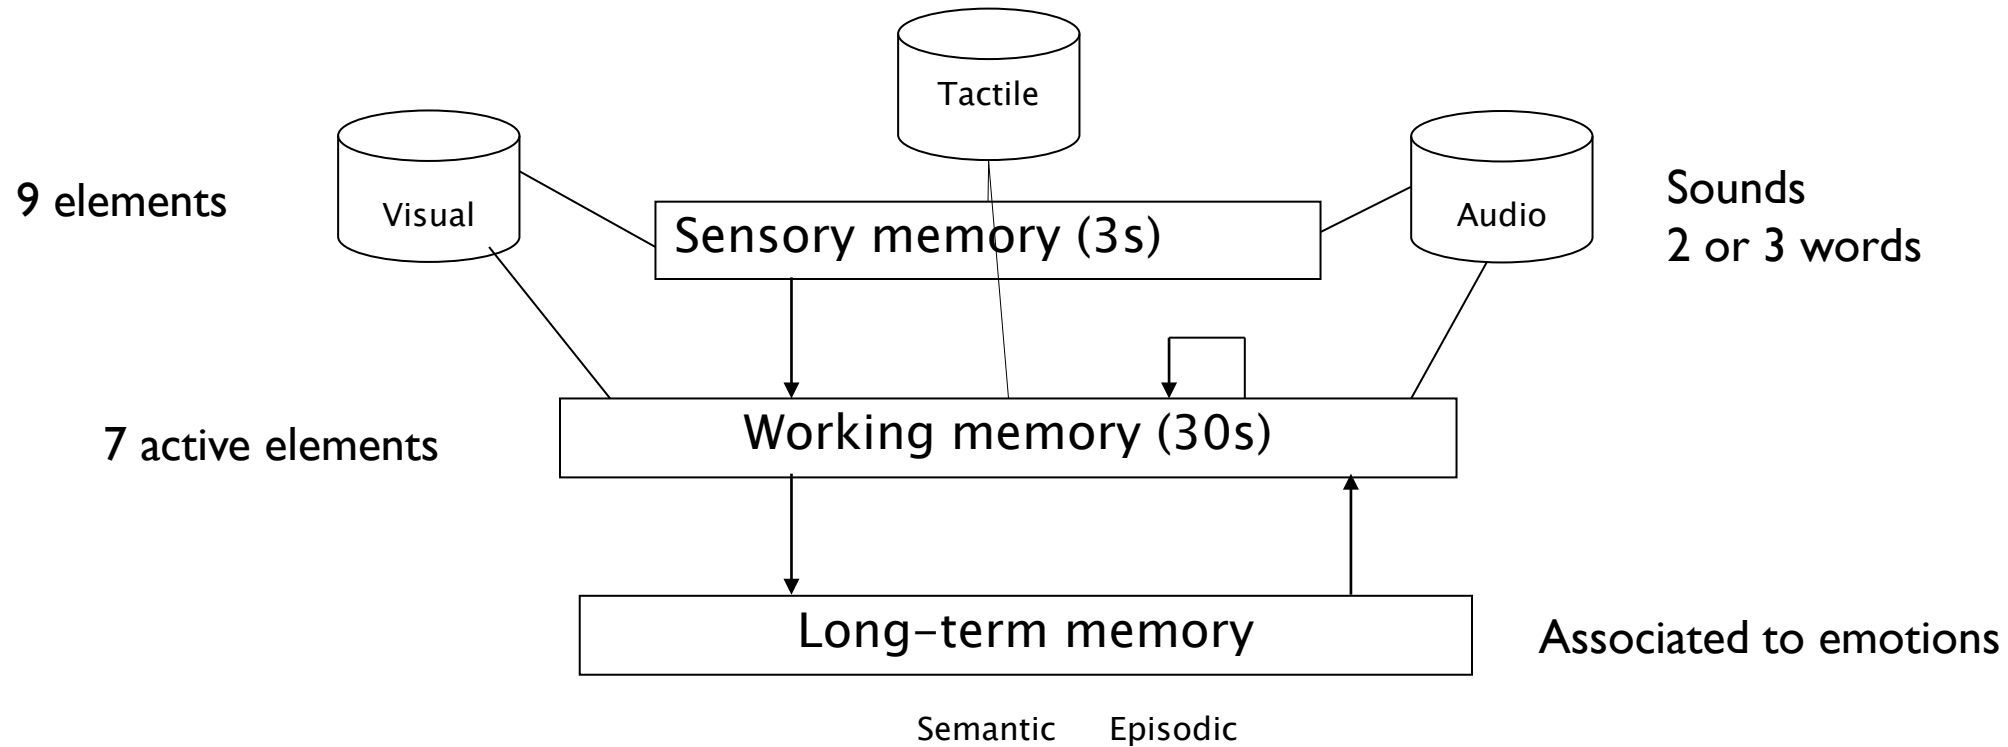 Tactile
9 elements
Visual
Sensory memory (3s)
Audio
Sounds
2 or 3 words
7 active elements
Working memory (30s)
Long-term memory
Associated to emotions
Semantic Episodic